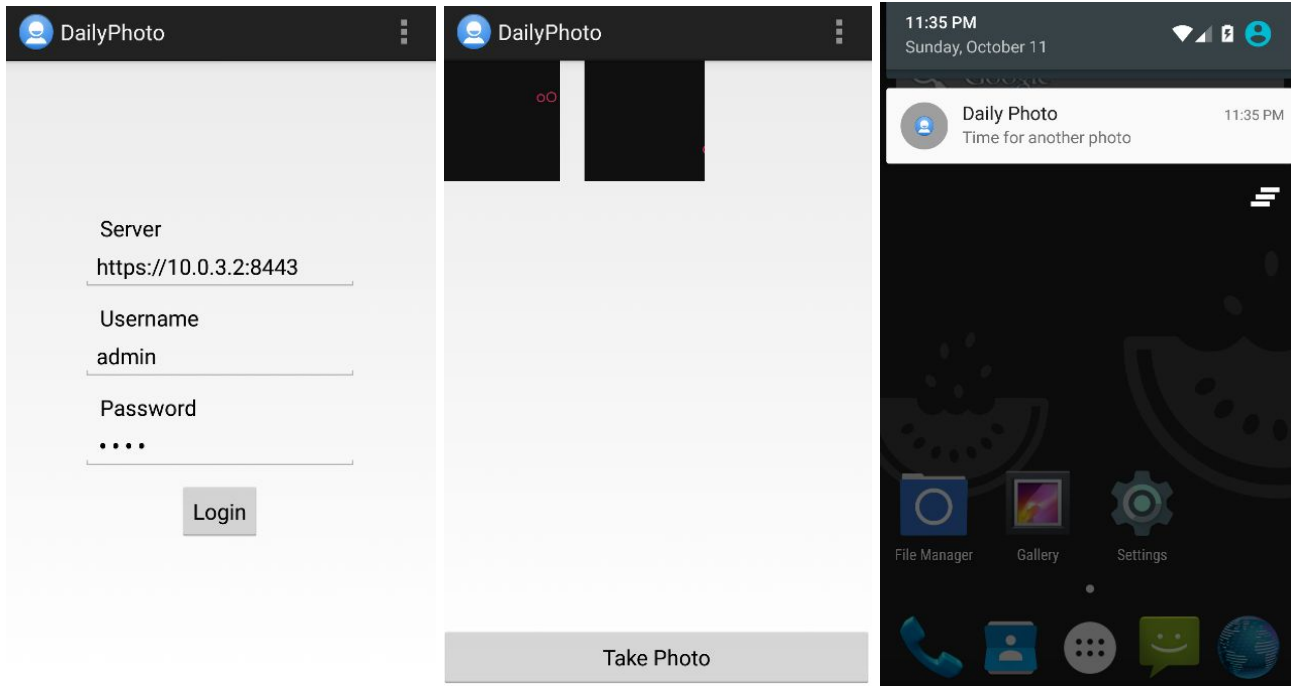 DailyPhoto
Server
https://10.0.3.2:8443
Username
admin
Password
••••
Login
DailyPhoto
Take Photo
11:35 PM
Sunday, October 11
Google
Daily Photo
11:35 PM
Time for another photo
File Manager
Gallery
Settings